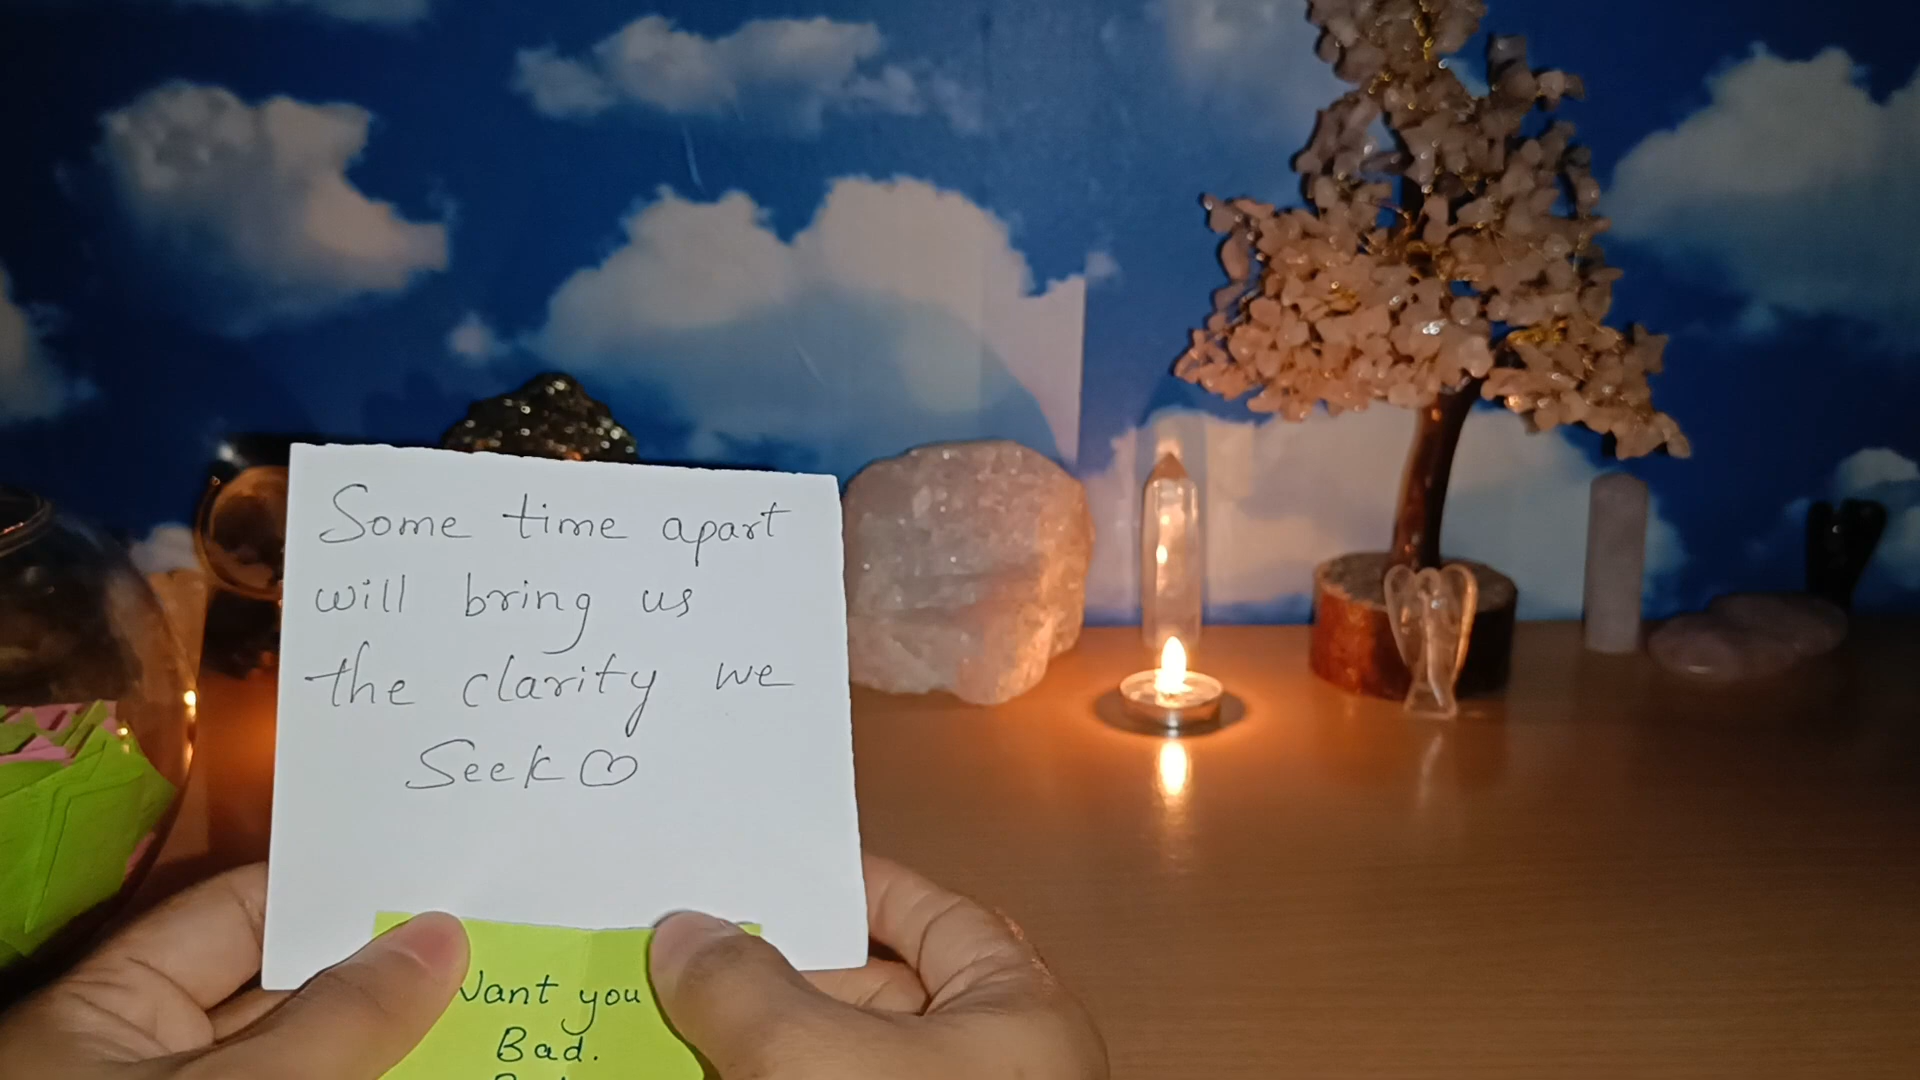 Some time apart
will bring us
the clarity we
Seek♡
Want you
Bad.